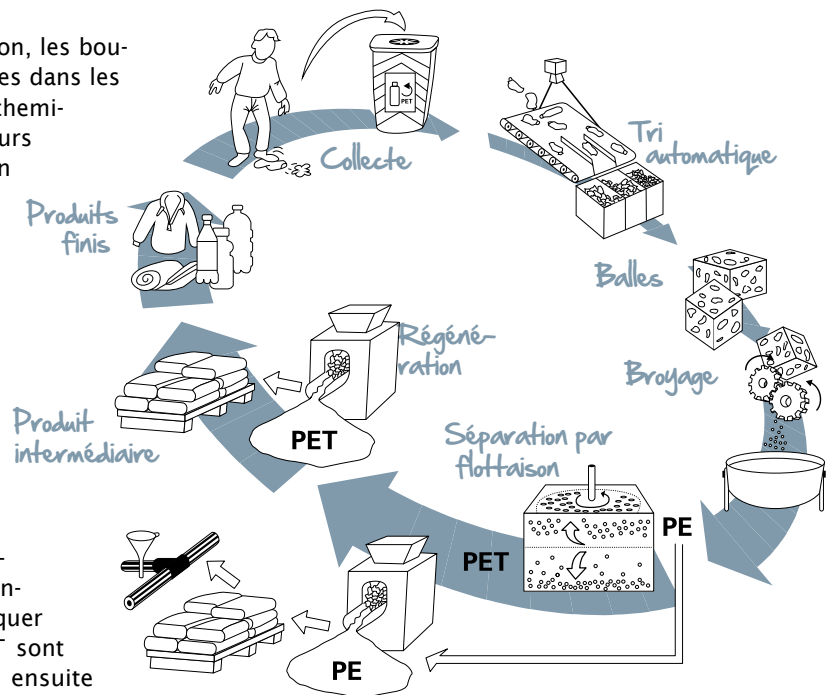 on, les bou-
es dans les
chemi-
urs
n
PET
Collecte
Tri
automatique
Produits
finis
Balles
Broyage
Régéné-
ration
Produit
intermédiaire
PET
Séparation par
flottaison
PE
PET
PE
n-
quer
T sont
ensuite